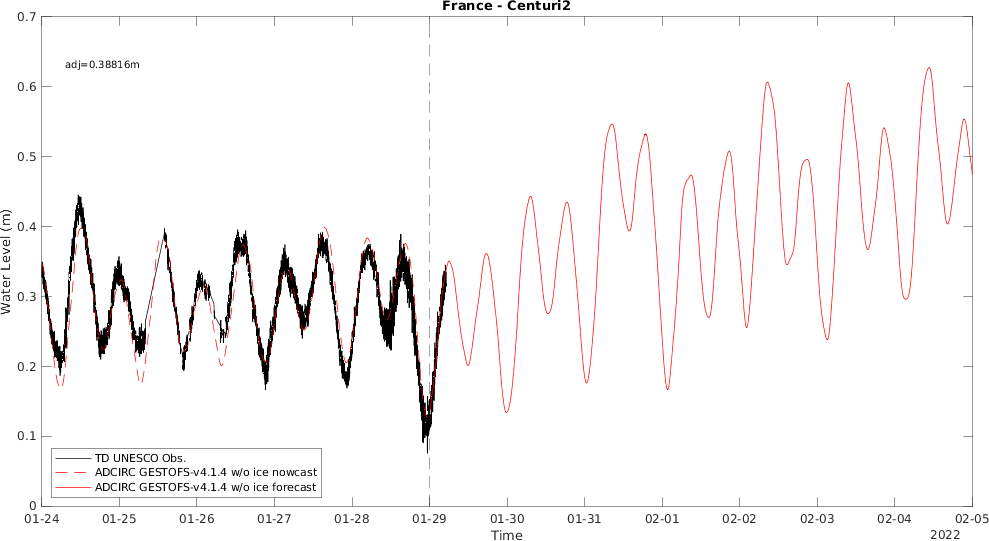 France - Centuri2
0.7
0.6
0.5
0.4
0.3
0.2
0.1
0
Water Level (m)
adj=0.38816m
TD UNESCO Obs.
ADCIRC GESTOFS-v4.1.4 w/o ice nowcast
ADCIRC GESTOFS-v4.1.4 w/o ice forecast
01-24 01-25 01-26 01-27 01-28 01-29 01-30 01-31 02-01 02-02 02-03 02-04 02-05
Time
2022